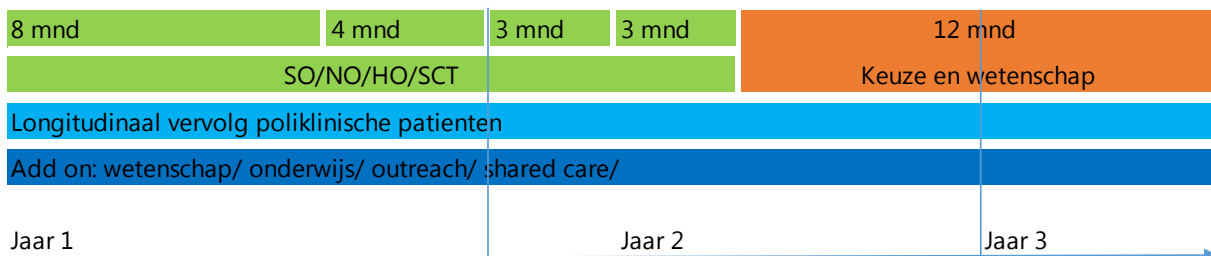 8 mnd 4 mnd 3 mnd 3 mnd 12 mnd
SO/NO/HO/SCT Keuze en wetenschap
Longitudinaal vervolg poliklinische patienten
Add on: wetenschap/ onderwijs/ outreach/ shared care/
Jaar 1 Jaar 2 Jaar 3